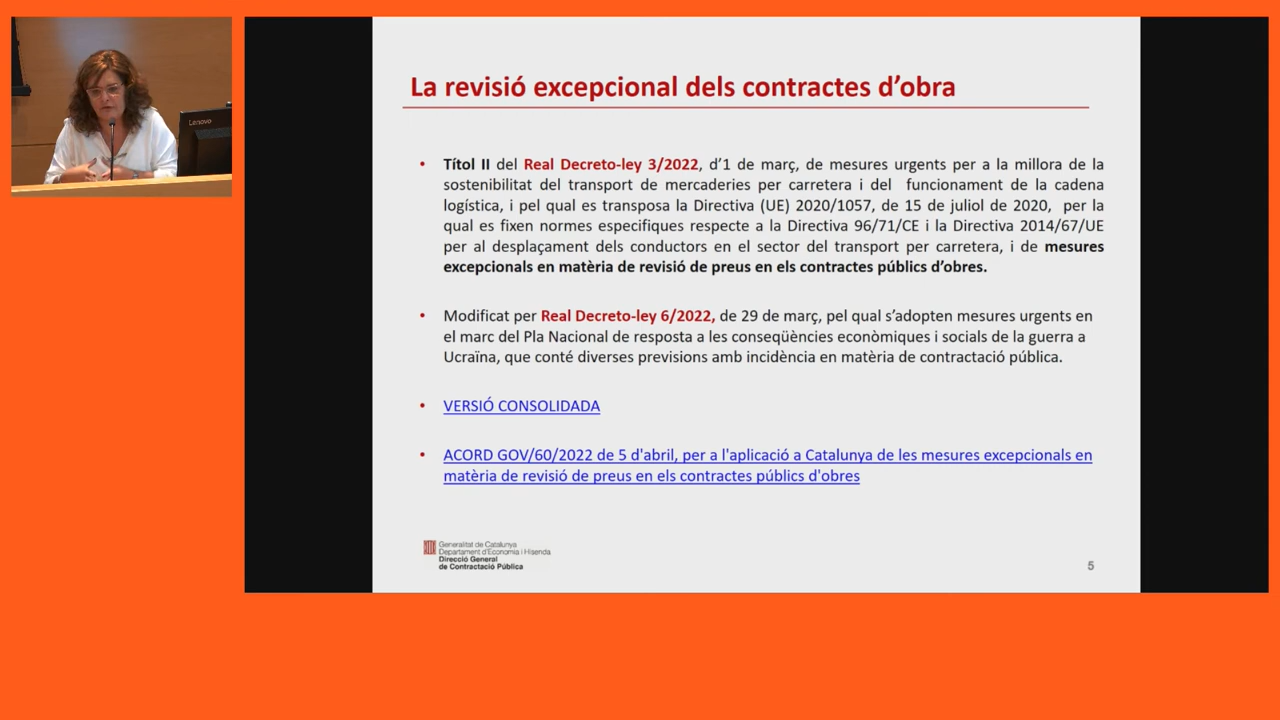 Lenovo
La revisió excepcional dels contractes d’obra
• Títol II del Real Decreto-ley 3/2022, d’1 de març, de mesures urgents per a la millora de la
sostenibilitat del transport de mercaderies per carretera i del funcionament de la cadena
logística, i pel qual es transposa la Directiva (UE) 2020/1057, de 15 de juliol de 2020, per la
qual es fixen normes especifiques respecte a la Directiva 96/71/CE i la Directiva 2014/67/UE
per al desplaçament dels conductors en el sector del transport per carretera, i de mesures
excepcionals en matèria de revisió de preus en els contractes públics d’obres.
• Modificat per Real Decreto-ley 6/2022, de 29 de març, pel qual s’adopten mesures urgents en
el marc del Pla Nacional de resposta a les conseqüències econòmiques i socials de la guerra a
Ucraïna, que conté diverses previsions amb incidència en matèria de contractació pública.
• VERSIÓ CONSOLIDADA
• ACORD GOV/60/2022 de 5 d'abril, per a l'aplicació a Catalunya de les mesures excepcionals en
matèria de revisió de preus en els contractes públics d'obres
Generalitat de Catalunya
Departament d'Economia i Hisenda
Direcció General
de Contractació Pública
5